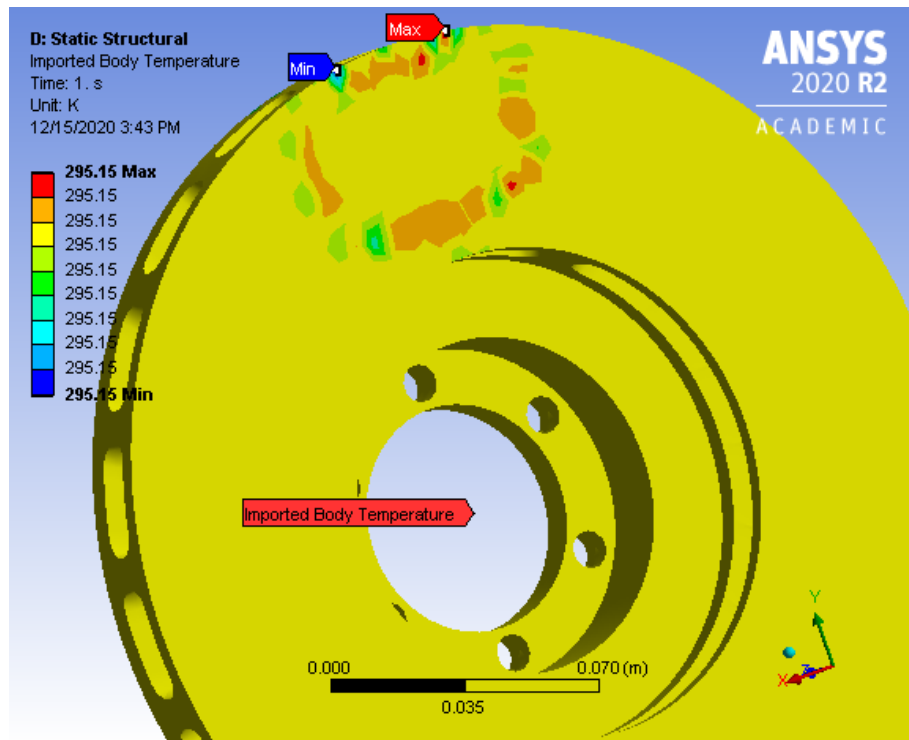 D: Static Structural
Imported Body Temperature
Time: 1. s
Unit: K
12/15/2020 3:43 PM
Max
Min
ANSYS
2020 R2
ACADEMIC
295.15 Max
295.15
295.15
295.15
295.15
295.15
295.15
295.15
295.15
295.15 Min
Imported Body Temperature
0.000
0.070 (m)
0.035
Y
Z
X